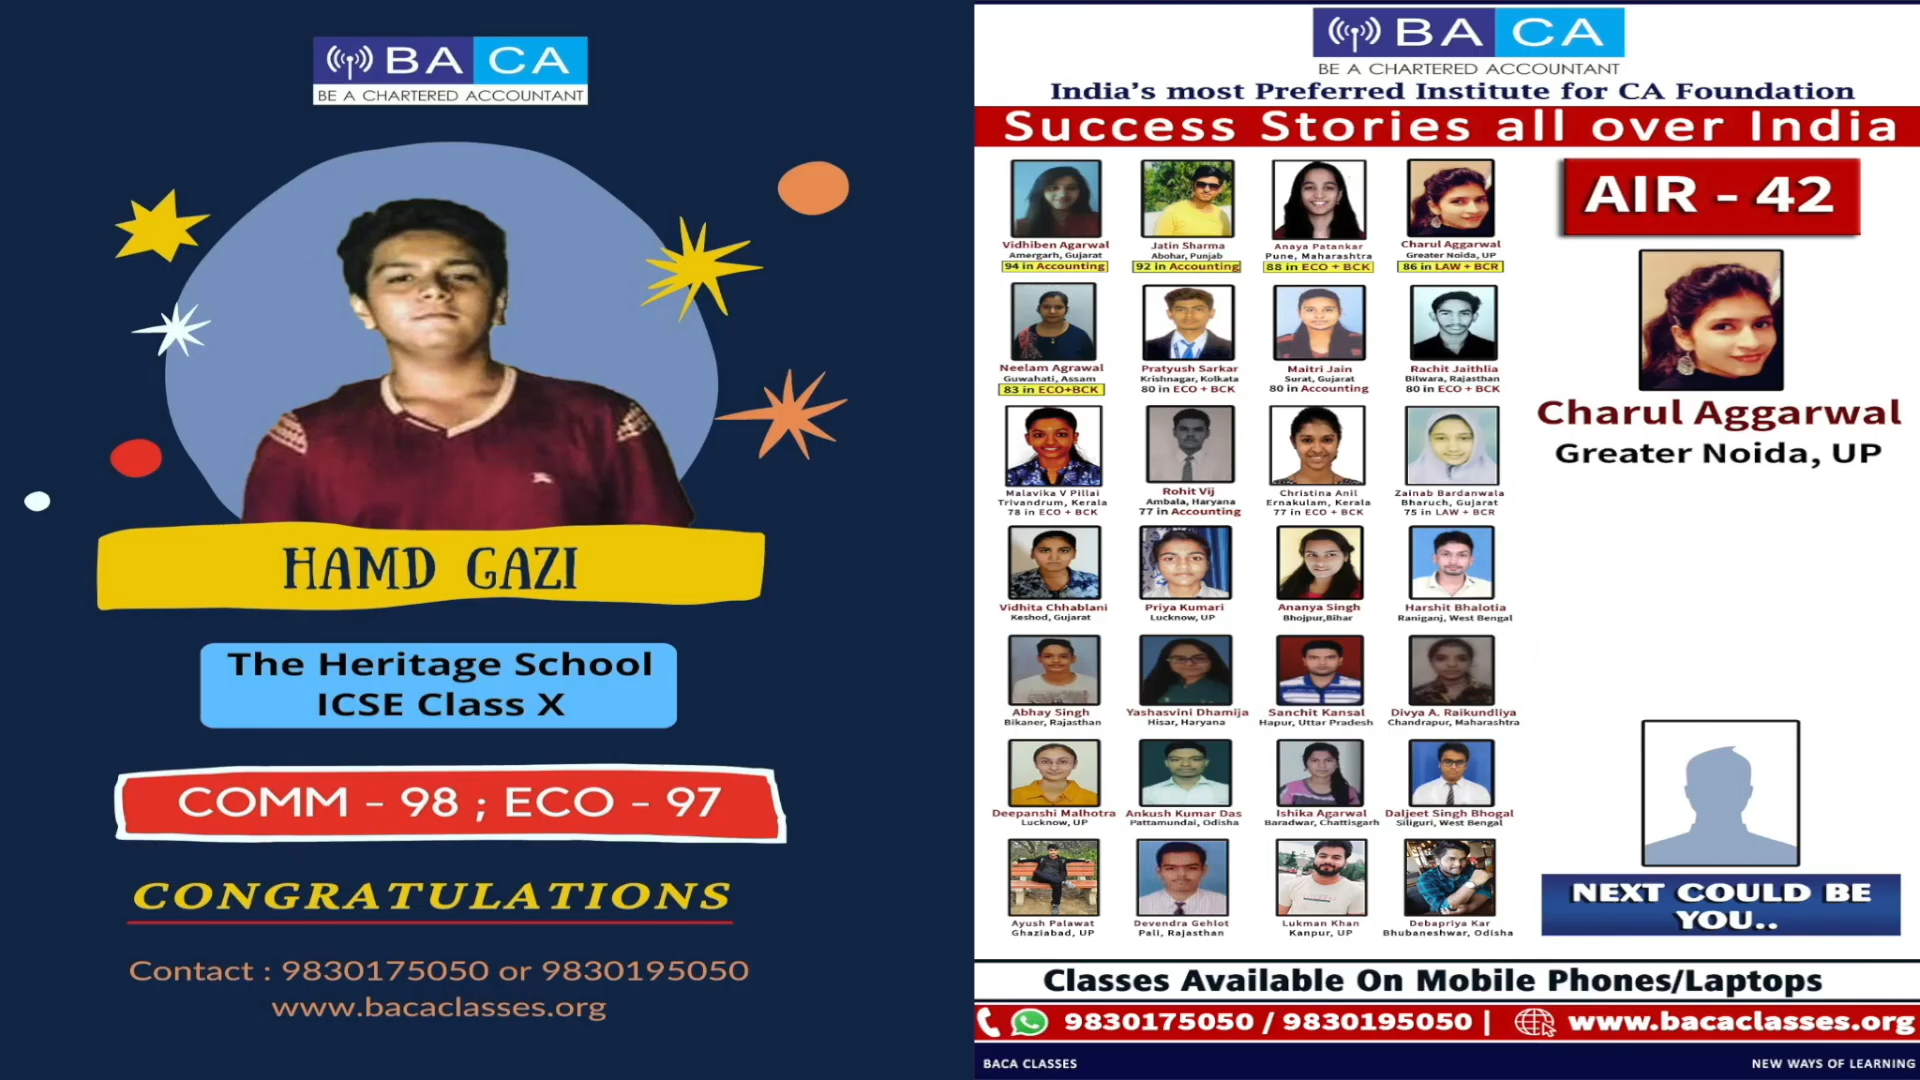 BA CA
BE A CHARTERED ACCOUNTANT
HAMD GAZI
The Heritage School
ICSE Class X
COMM - 98 ; ECO - 97
CONGRATULATIONS
Contact : 9830175050 or 9830195050
www.bacaclasses.org
BA CA
BE A CHARTERED ACCOUNTANT
India's most Preferred Institute for CA Foundation
Success Stories all over India
Vidhiben Agarwal
Amergarh, Gujarat
94 in Accounting
Jatin Sharma
Abohar, Punjab
92 in Accounting
Anaya Patankar
Pune, Maharashtra
88 in ECO + BCK
Charul Aggarwal
Greater Noida, UP
86 in LAW + BCR
Neelam Agrawal
Guwahati, Assam
83 in ECO+BCK
Pratyush Sarkar
Krishnagar, Kolkata
80 in ECO + BCK
Maitri Jain
Surat, Gujarat
80 in Accounting
Rachit Jaithlia
Bilwara, Rajasthan
80 in ECO + BCK
Malavika V Pillai
Trivandrum, Kerala
78 in ECO + BCK
Rohit Vij
Ambala, Haryana
77 in Accounting
Christina Anil
Ernakulam, Kerala
77 in ECO + BCK
Zainab Bardanwala
Bharuch, Gujarat
75 in LAW + BCR
Vidhita Chhablani
Keshod, Gujarat
Priya Kumari
Lucknow, UP
Ananya Singh
Bhojpur,Bihar
Harshit Bhalotia
Raniganj, West Bengal
Abhay Singh
Bikaner, Rajasthan
Yashasvini Dhamija
Hisar, Haryana
Sanchit Kansal
Hapur, Uttar Pradesh
Divya A. Raikundliya
Chandrapur, Maharashtra
Deepanshi Malhotra
Lucknow, UP
Ankush Kumar Das
Pattamundai, Odisha
Ishika Agarwal
Baradwar, Chattisgarh
Daljeet Singh Bhogal
Siliguri, West Bengal
Ayush Palawat
Ghaziabad, UP
Devendra Gehlot
Pali, Rajasthan
Lukman Khan
Kanpur, UP
Debapriya Kar
Bhubaneshwar, Odisha
AIR - 42
Charul Aggarwal
Greater Noida, UP
NEXT COULD BE
YOU..
Classes Available On Mobile Phones/Laptops
9830175050 / 9830195050 | www.bacaclasses.org
BACA CLASSES
NEW WAYS OF LEARNING